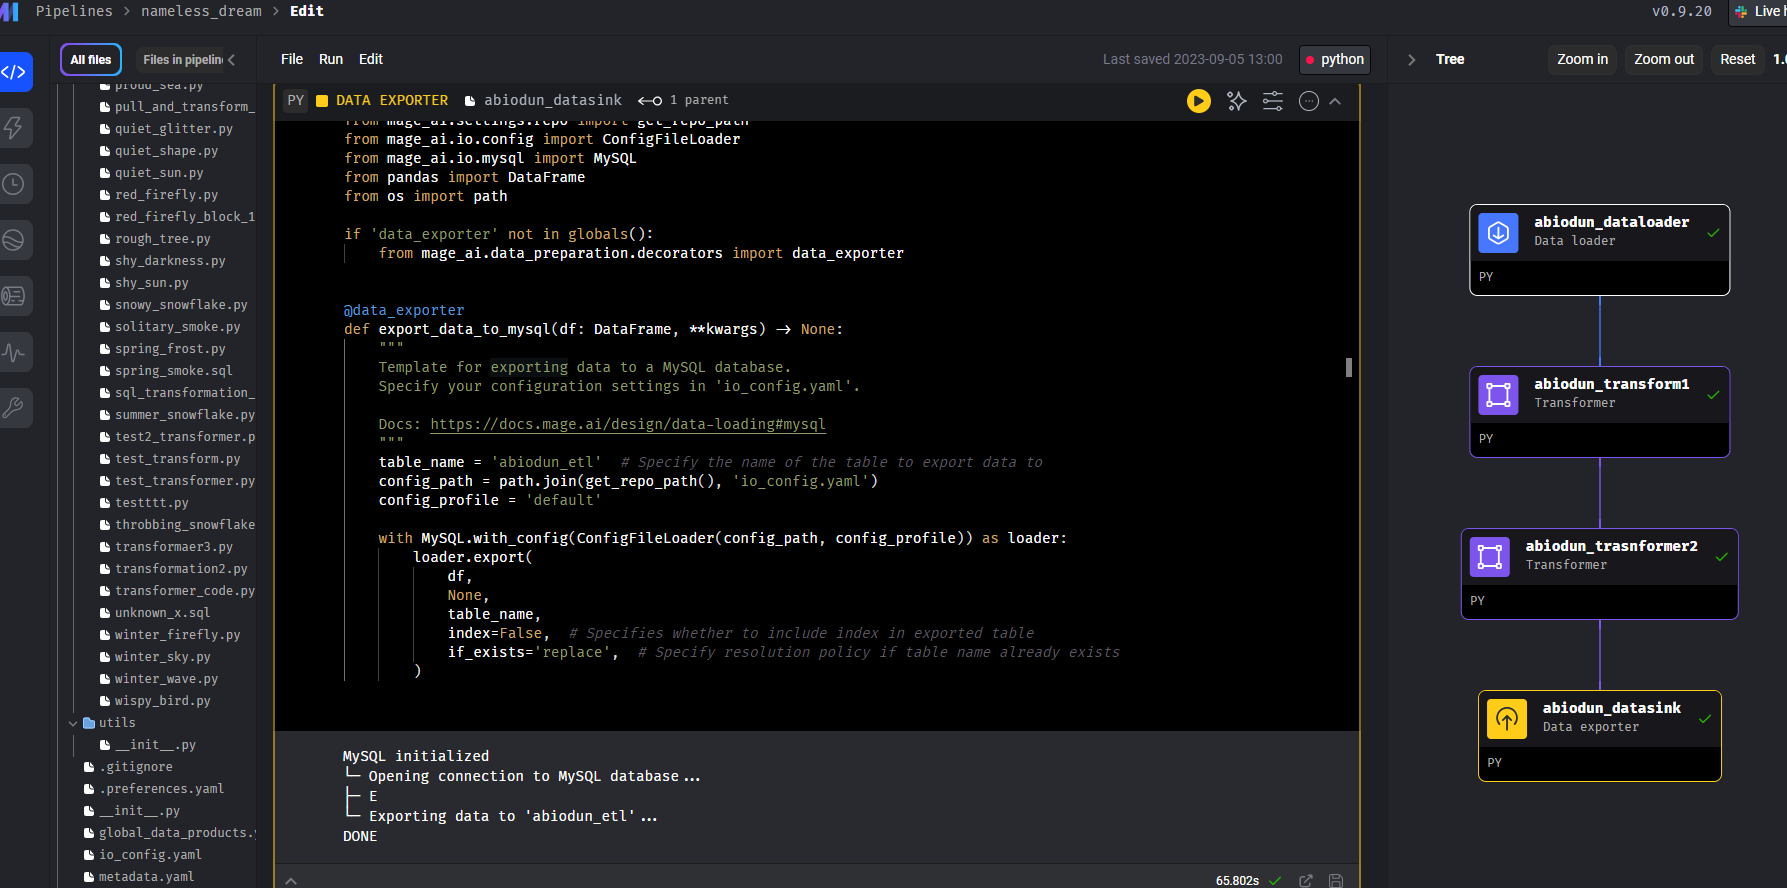 Pipelines > nameless_dream > Edit
v0.9.20
Live
All files
Files in pipelin
File Run Edit
Last saved 2023-09-05 13:00
python
Tree
Zoom in
Zoom out
Reset
proud_sea.py
pull_and_transform_
quiet_glitter.py
quiet_shape.py
quiet_sun.py
red_firefly.py
red_firefly_block_1
rough_tree.py
shy_darkness.py
shy_sun.py
snowy_snowflake.py
solitary_smoke.py
spring_frost.py
spring_smoke.sql
sql_transformation_
summer_snowflake.py
test2_transformer.p
test_transform.py
test_transformer.py
testttt.py
throbbing_snowflake
transformaer3.py
transformation2.py
transformer_code.py
unknown_x.sql
winter_firefly.py
winter_sky.py
winter_wave.py
wispy_bird.py
utils
__init__.py
.gitignore
.preferences.yaml
__init__.py
global_data_products.y
io_config.yaml
metadata.yaml
PY DATA EXPORTER abiodun_datasink 1 parent
from mage_ai.settings.repo import get_repo_path
from mage_ai.io.config import ConfigFileLoader
from mage_ai.io.mysql import MySQL
from pandas import DataFrame
from os import path
if 'data_exporter' not in globals():
from mage_ai.data_preparation.decorators import data_exporter
@data_exporter
def export_data_to_mysql(df: DataFrame, **kwargs) -> None:
"""
Template for exporting data to a MySQL database.
Specify your configuration settings in 'io_config.yaml'.
Docs: https://docs.mage.ai/design/data-loading#mysql
"""
table_name = 'abiodun_etl'  # Specify the name of the table to export data to
config_path = path.join(get_repo_path(), 'io_config.yaml')
config_profile = 'default'
with MySQL.with_config(ConfigFileLoader(config_path, config_profile)) as loader:
loader.export(
df,
None,
table_name,
index=False,  # Specifies whether to include index in exported table
if_exists='replace',  # Specify resolution policy if table name already exists
)
MySQL initialized
└─ Opening connection to MySQL database...
├─ E
└─ Exporting data to 'abiodun_etl'...
DONE
65.802s
abiodun_dataloader
Data loader
PY
abiodun_transform1
Transformer
PY
abiodun_trasnformer2
Transformer
PY
abiodun_datasink
Data exporter
PY